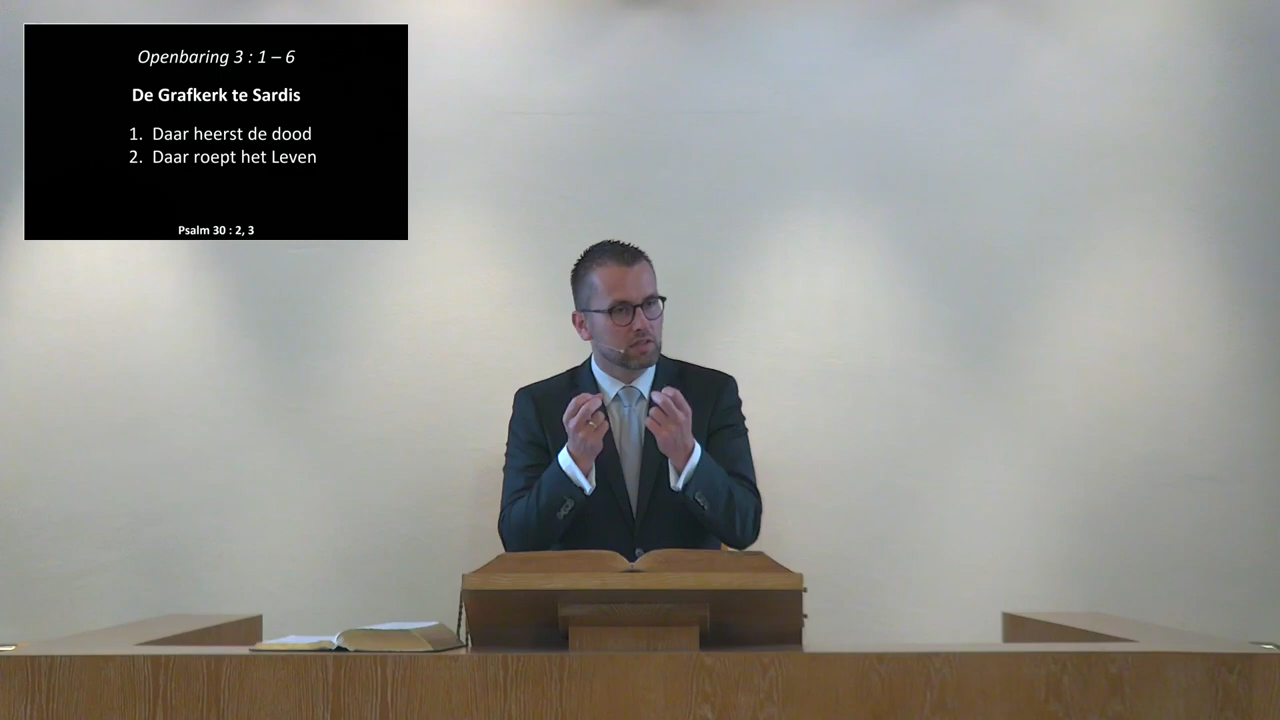 Openbaring 3 : 1 – 6
De Grafkerk te Sardis
1. Daar heerst de dood
2. Daar roept het Leven
Psalm 30 : 2, 3